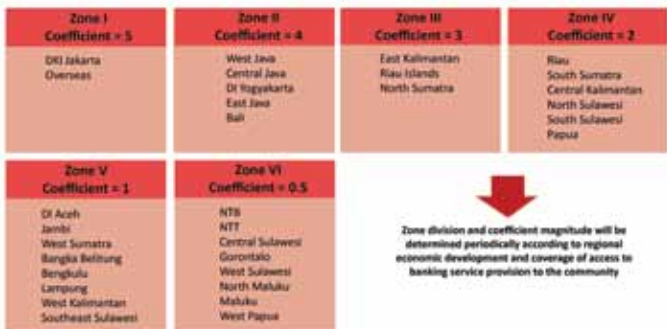 Zone I
Coefficient = 5
DKI Jakarta
Overseas
Zone II
Coefficient = 4
West Java
Central Java
DI Yogyakarta
East Java
Bali
Zone III
Coefficient = 3
East Kalimantan
Riau Islands
North Sumatra
Zone IV
Coefficient = 2
Riau
South Sumatra
Central Kalimantan
North Sulawesi
South Sulawesi
Papua
Zone V
Coefficient = 1
DI Aceh
Jambi
West Sumatra
Bangka Belitung
Bengkulu
Lampung
West Kalimantan
Southeast Sulawesi
Zone VI
Coefficient = 0.5
NTB
NTT
Central Sulawesi
Gorontalo
West Sulawesi
North Maluku
Maluku
West Papua
Zone division and coefficient magnitude will be
determined periodically according to regional
economic development and coverage of access to
banking service provision to the community